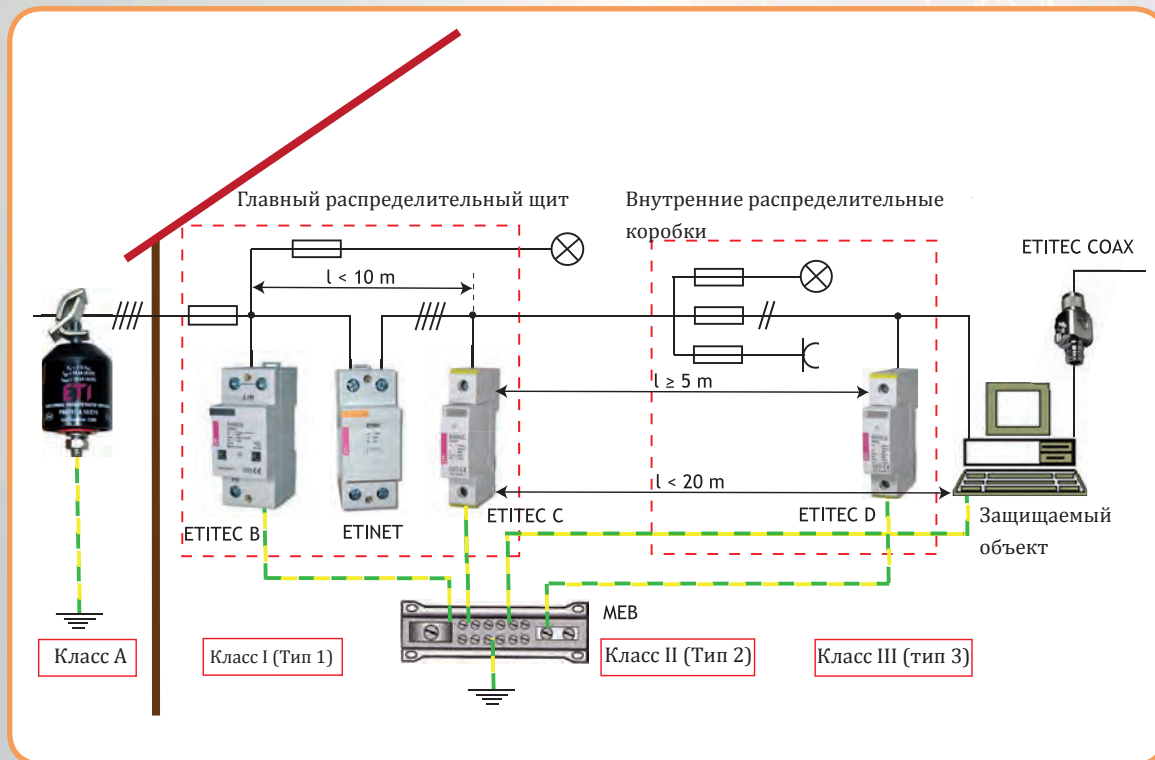 Главный распределительный щит
Внутренние распределительные
коробки
ETITEC COAX
l < 10 m
ETI
l ≥ 5 m
l < 20 m
ETITEC B
ETINET
ETITEC C
ETITEC D
Защищаемый
объект
MEB
Класс А
Класс I (Тип 1)
Класс II (Тип 2)
Класс III (тип 3)